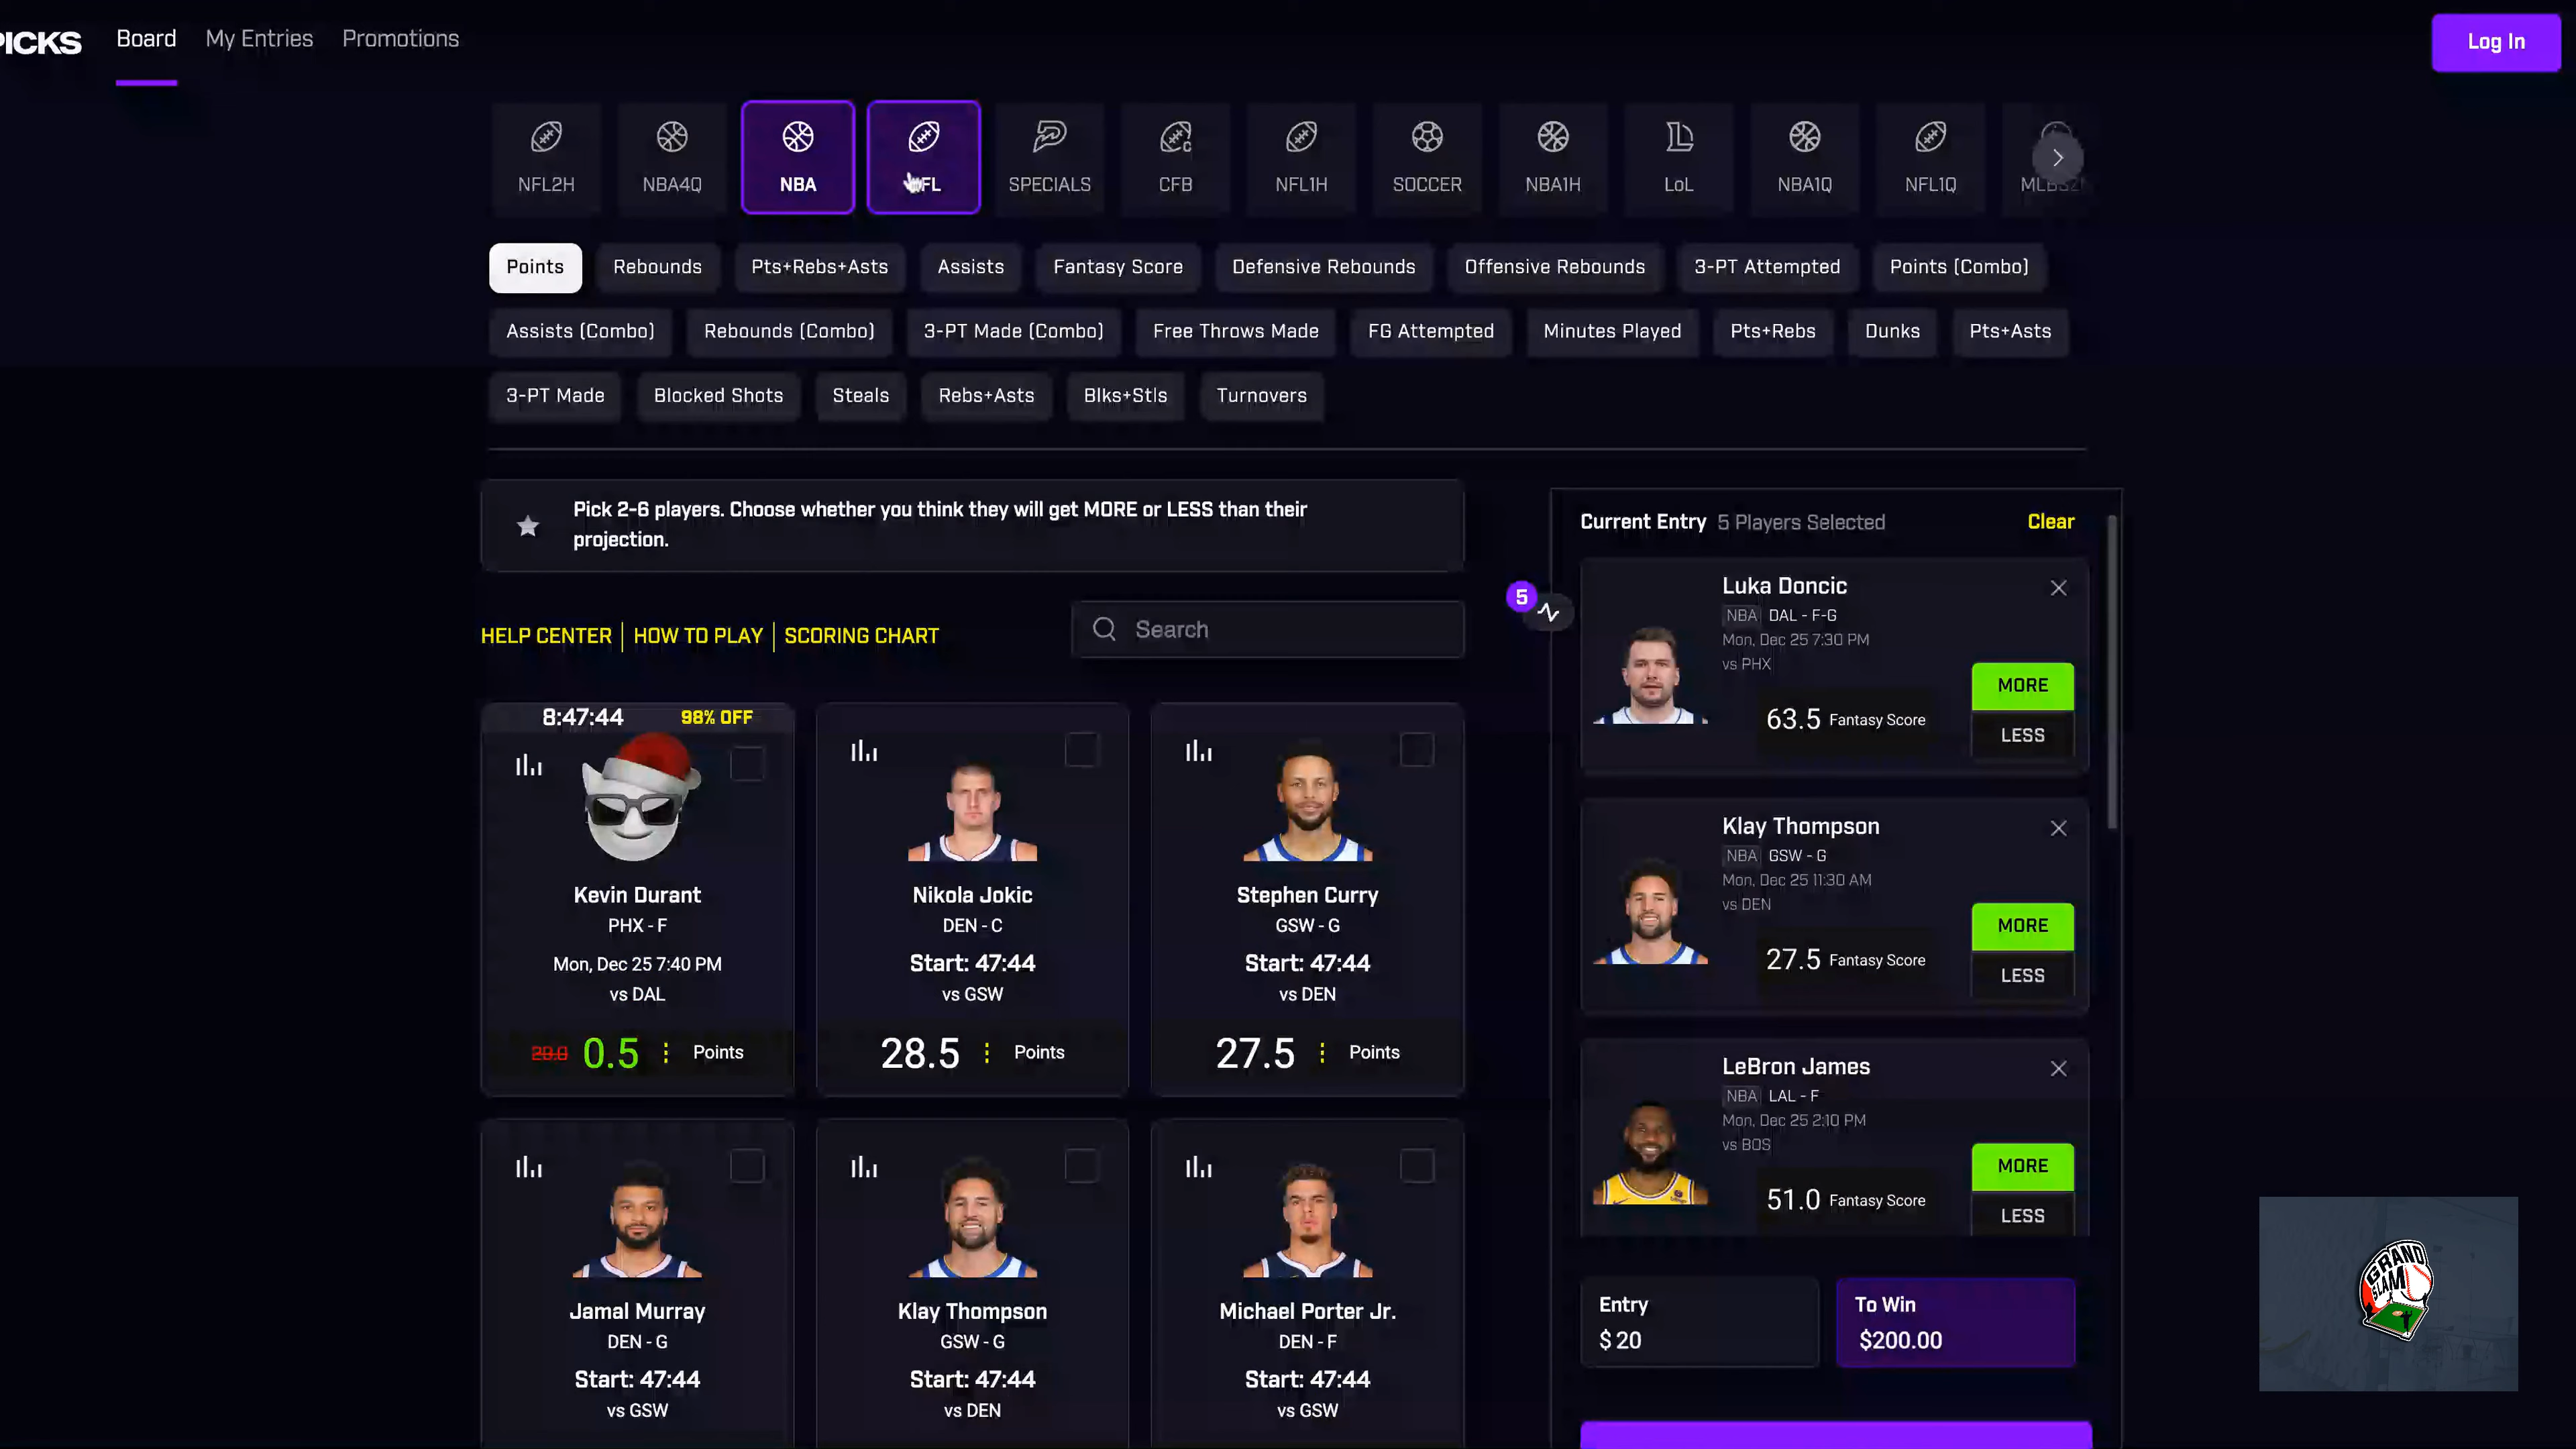 PICKS
Board
My Entries
Promotions
Log In
NFL2H
NBA4Q
NBA
SPECIALS
CFB
NFL1H
SOCCER
NBA1H
LoL
NBA1Q
NFL1Q
Points
Rebounds
Pts+Rebs+Asts
Assists
Fantasy Score
Defensive Rebounds
Offensive Rebounds
3-PT Attempted
Points (Combo)
Assists (Combo)
Rebounds (Combo)
3-PT Made (Combo)
Free Throws Made
FG Attempted
Minutes Played
Pts+Rebs
Dunks
Pts+Asts
3-PT Made
Blocked Shots
Steals
Rebs+Asts
Blks+Stls
Turnovers
Pick 2-6 players. Choose whether you think they will get MORE or LESS than their
projection.
HELP CENTER
HOW TO PLAY
SCORING CHART
Search
8:47:44
98% OFF
Kevin Durant
PHX - F
Mon, Dec 25 7:40 PM
vs DAL
0.5
Points
Nikola Jokic
DEN - C
Start: 47:44
vs GSW
28.5
Points
Stephen Curry
GSW - G
Start: 47:44
vs DEN
27.5
Points
Jamal Murray
DEN - G
Start: 47:44
vs GSW
Klay Thompson
GSW - G
Start: 47:44
vs DEN
Michael Porter Jr.
DEN - F
Start: 47:44
vs GSW
Current Entry
5 Players Selected
Clear
5
Luka Doncic
NBA DAL - F-G
Mon, Dec 25 7:30 PM
vs PHX
63.5 Fantasy Score
MORE
LESS
Klay Thompson
NBA GSW - G
Mon, Dec 25 11:30 AM
vs DEN
27.5 Fantasy Score
MORE
LESS
LeBron James
NBA LAL - F
Mon, Dec 25 2:10 PM
vs BOS
51.0 Fantasy Score
MORE
LESS
Entry
$ 20
To Win
$200.00
GRAND
SLAM